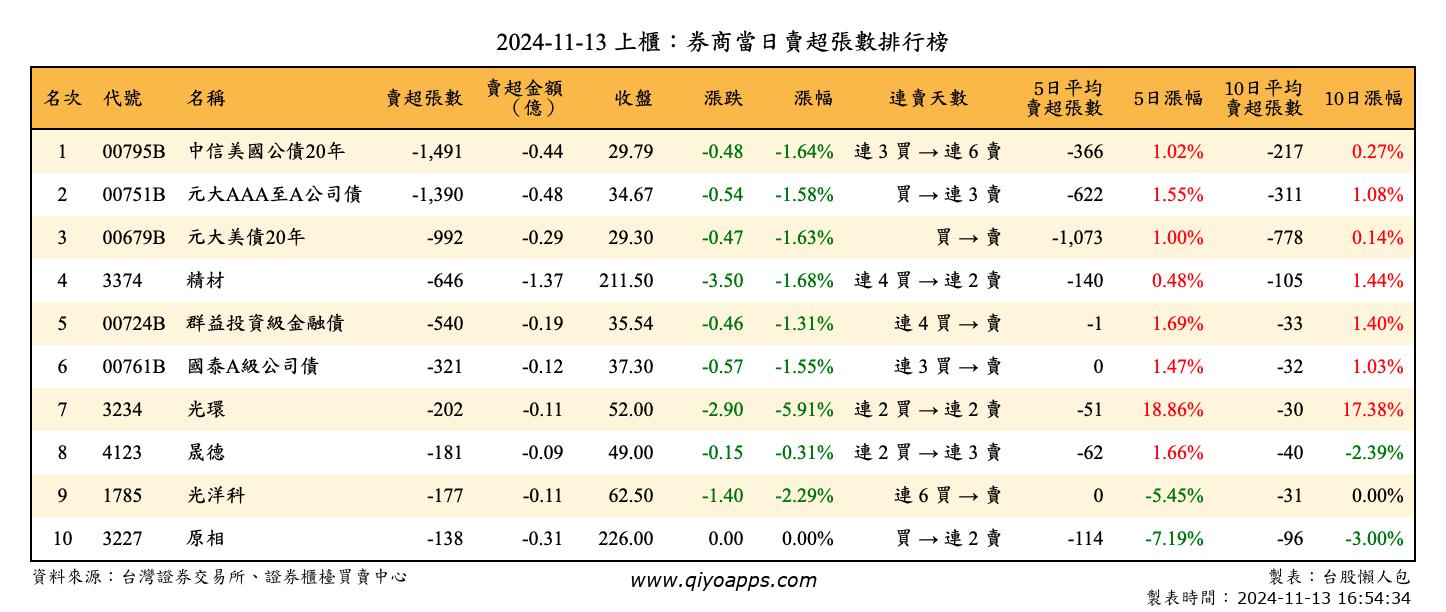 2024-11-13 上櫃：券商當日賣超張數排行榜
名次 代號 名稱 賣超張數 賣超金額（億） 收盤 漲跌 漲幅 連賣天數 5日平均賣超張數 5日漲幅 10日平均賣超張數 10日漲幅
1 00795B 中信美國公債20年 -1,491 -0.44 29.79 -0.48 -1.64% 連 3 買 → 連 6 賣 -366 1.02% -217 0.27%
2 00751B 元大AAA至A公司債 -1,390 -0.48 34.67 -0.54 -1.58% 買 → 連 3 賣 -622 1.55% -311 1.08%
3 00679B 元大美債20年 -992 -0.29 29.30 -0.47 -1.63% 買 → 賣 -1,073 1.00% -778 0.14%
4 3374 精材 -646 -1.37 211.50 -3.50 -1.68% 連 4 買 → 連 2 賣 -140 0.48% -105 1.44%
5 00724B 群益投資級金融債 -540 -0.19 35.54 -0.46 -1.31% 連 4 買 → 賣 -1 1.69% -33 1.40%
6 00761B 國泰A級公司債 -321 -0.12 37.30 -0.57 -1.55% 連 3 買 → 賣 0 1.47% -32 1.03%
7 3234 光環 -202 -0.11 52.00 -2.90 -5.91% 連 2 買 → 連 2 賣 -51 18.86% -30 17.38%
8 4123 晟德 -181 -0.09 49.00 -0.15 -0.31% 連 2 買 → 連 3 賣 -62 1.66% -40 -2.39%
9 1785 光洋科 -177 -0.11 62.50 -1.40 -2.29% 連 6 買 → 賣 0 -5.45% -31 0.00%
10 3227 原相 -138 -0.31 226.00 0.00 0.00% 買 → 連 2 賣 -114 -7.19% -96 -3.00%
資料來源：台灣證券交易所、證券櫃檯買賣中心 www.qiyoapps.com 製表：台股懶人包
製表時間：2024-11-13 16:54:34